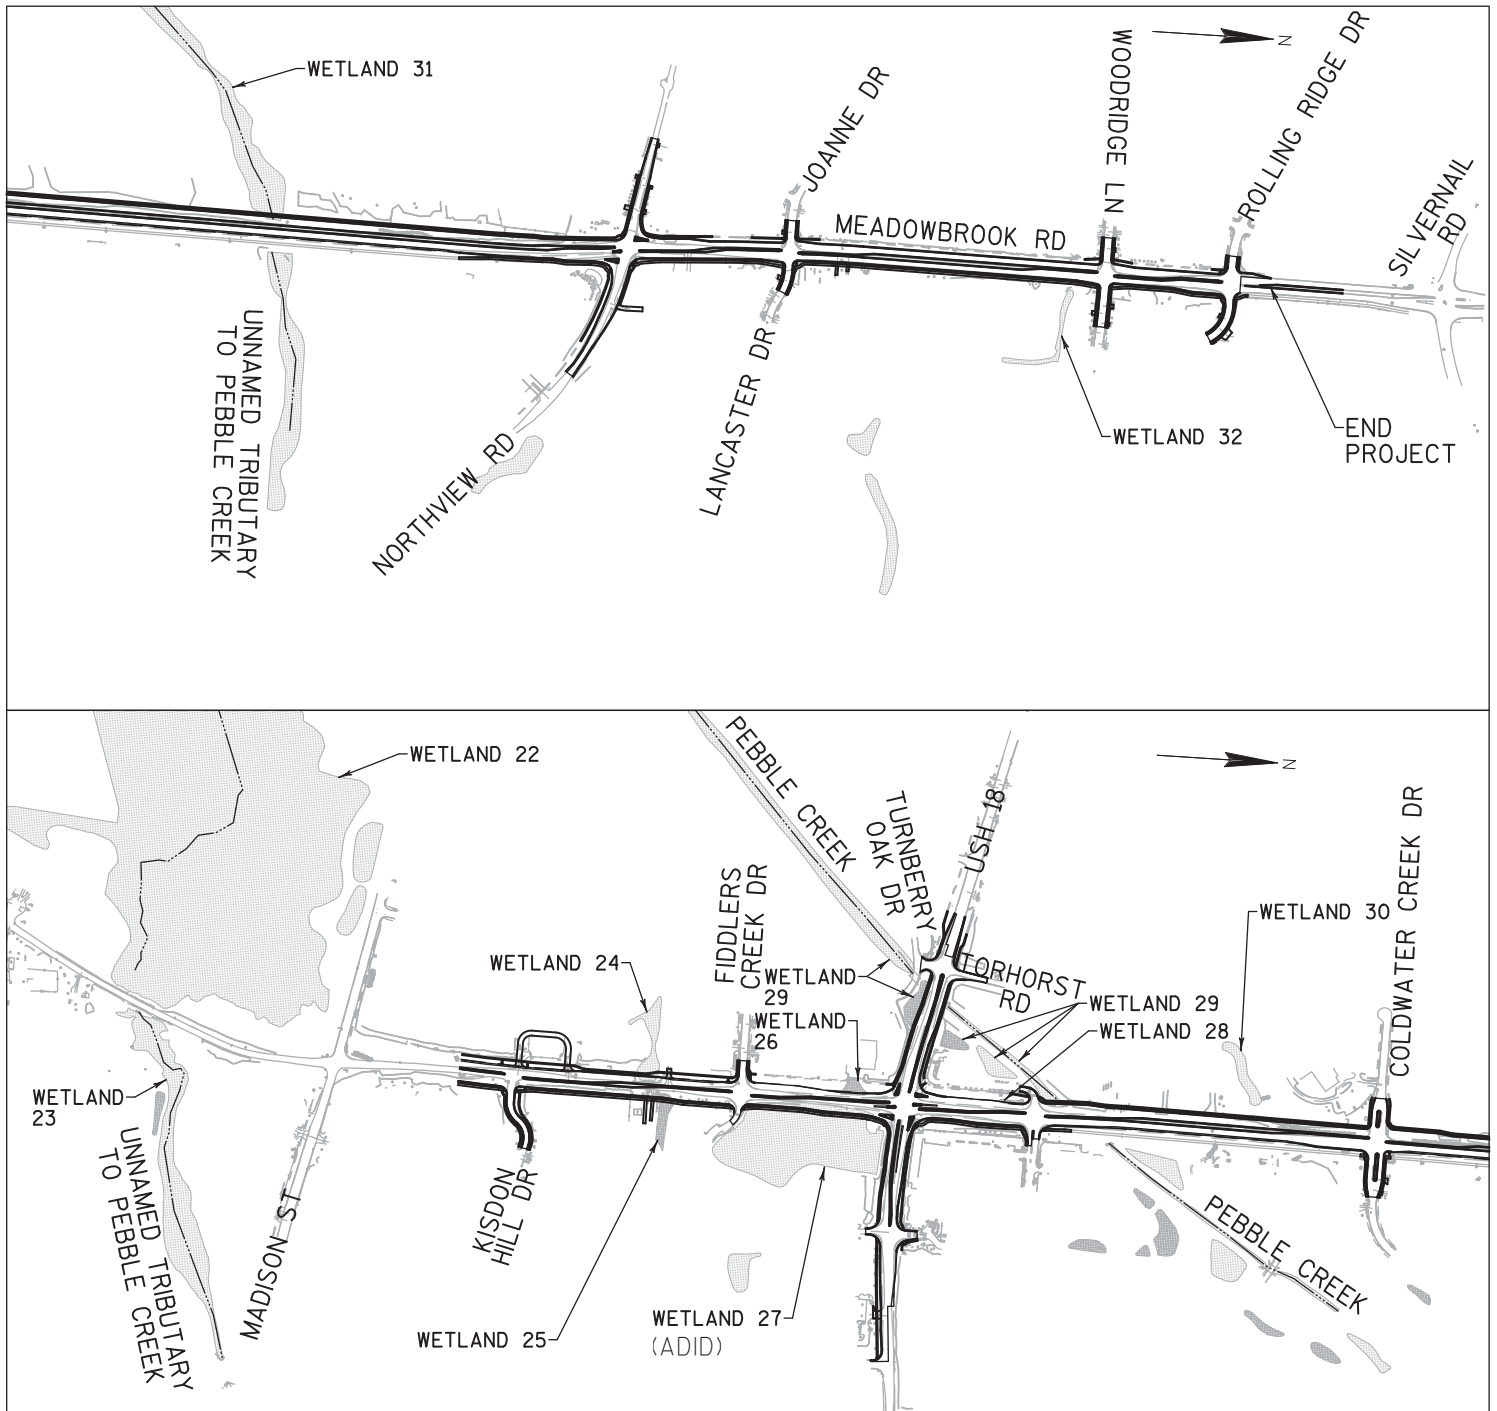 WETLAND 31
JOANNE DR
WOODRIDGE LN
N
ROLLING RIDGE DR
MEADOWBROOK RD
SILVERNAIL
RD
UNNAMED TRIBUTARY
TO PEBBLE CREEK
NORTHVIEW RD
LANCASTER DR
WETLAND 32
END
PROJECT
WETLAND 22
PEBBLE CREEK
TURNBERRY
OAK DR
USH 18
N
COLDWATER CREEK DR
WETLAND 24
FIDDLERS
CREEK DR
WETLAND
29
WETLAND
26
TORHORST
RD
WETLAND 29
WETLAND 28
WETLAND 30
WETLAND
23
UNNAMED TRIBUTARY
TO PEBBLE CREEK
MADISON ST
KISDON
HILL DR
WETLAND 25
WETLAND 27
(ADID)
PEBBLE CREEK